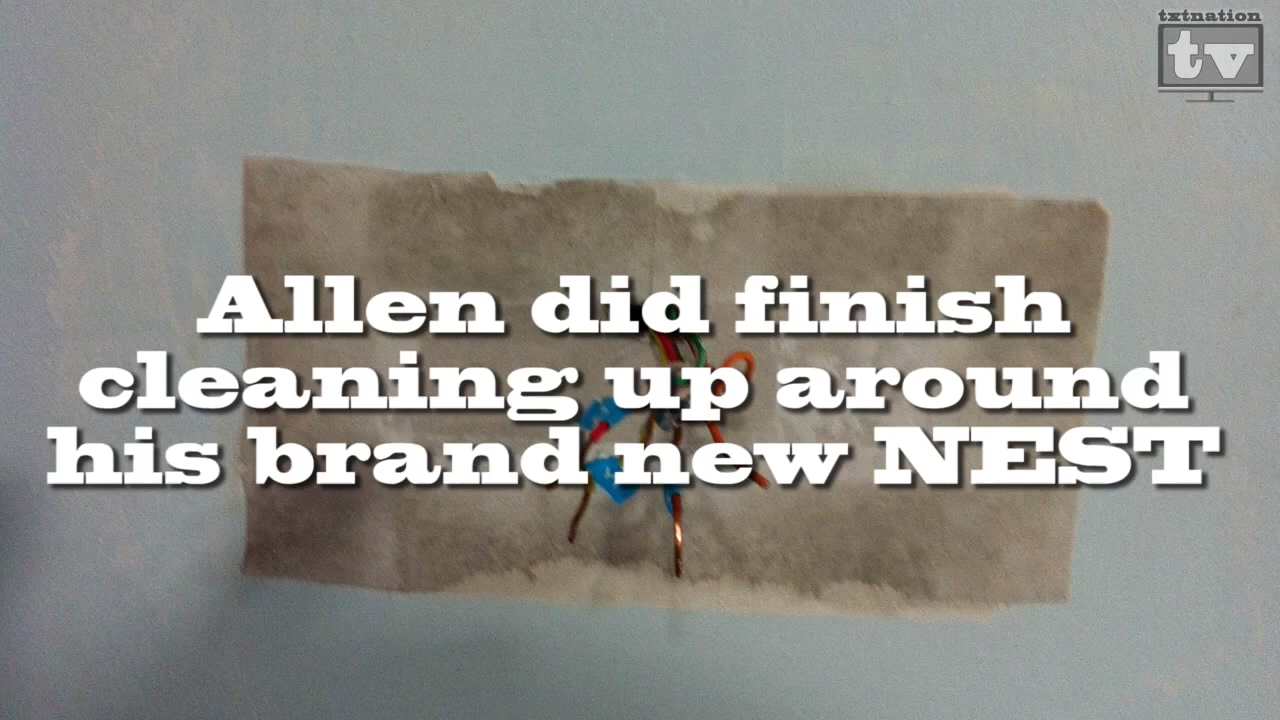 txtnation
tv
Allen did finish
cleaning up around
his brand new NEST